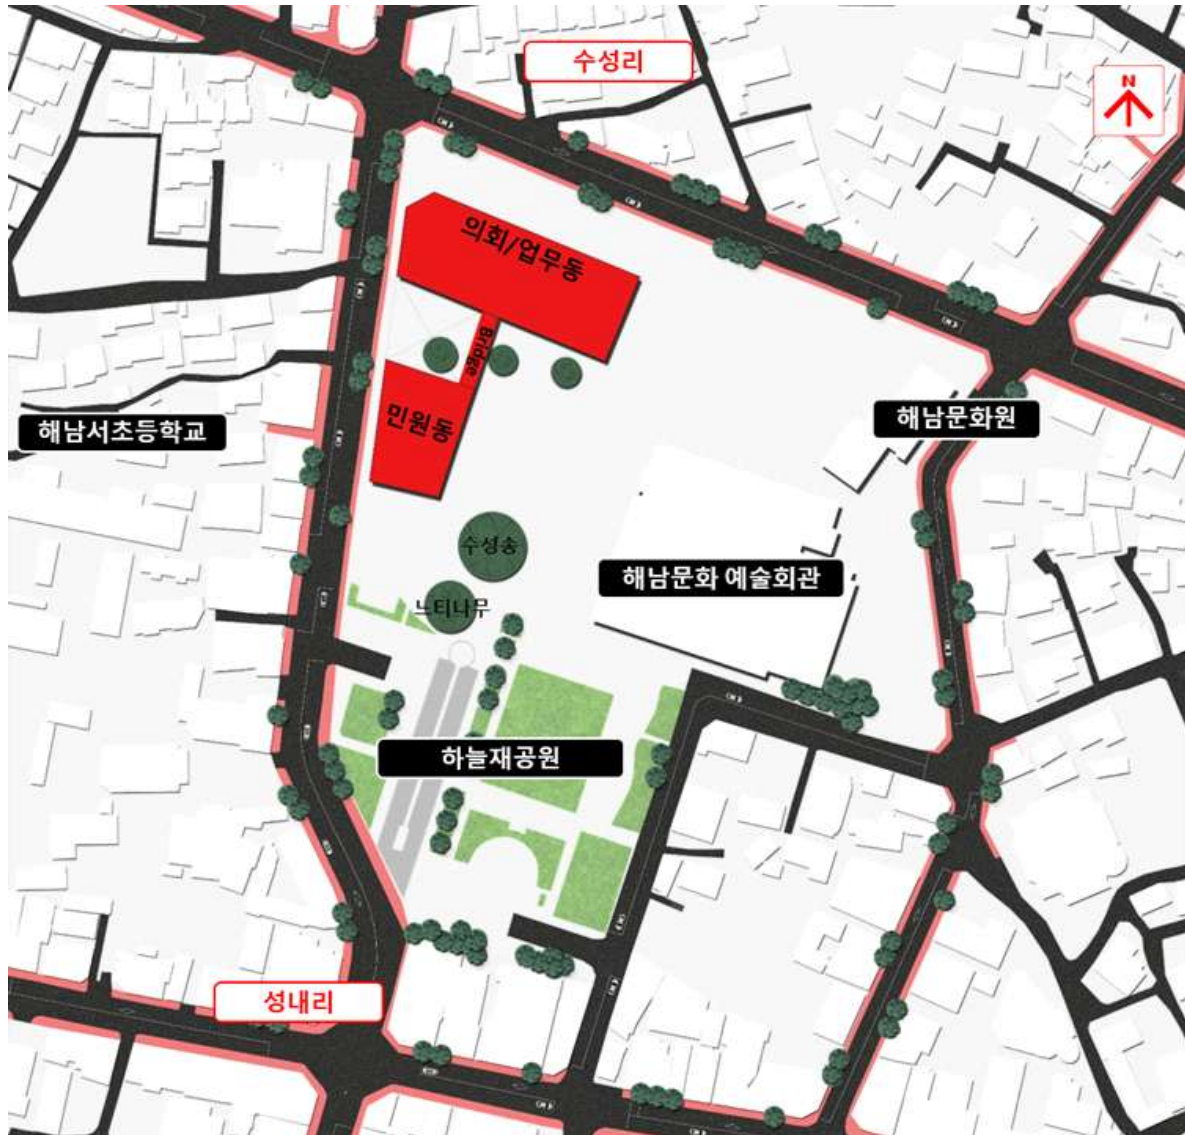 수성리
N
의회/업무동
Bridge
민원동
해남서초등학교
해남문화원
수성송
해남문화 예술회관
느티나무
하늘재공원
성내리